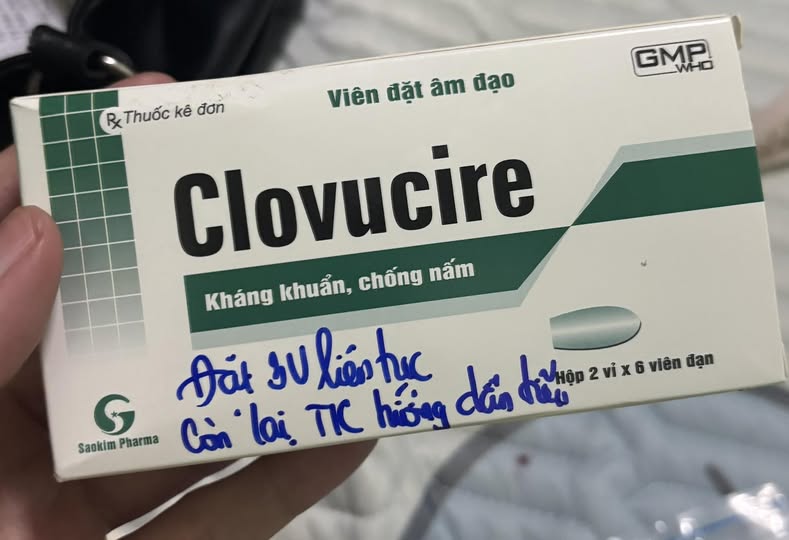 GMP
WHO
Viên đặt âm đạo
Rx Thuốc kê đơn
Clovucire
Kháng khuẩn, chống nấm
Đặt 3V liên tục
Hộp 2 vỉ x 6 viên đạn
Còn lại TK hướng dẫn
Saokim Pharma